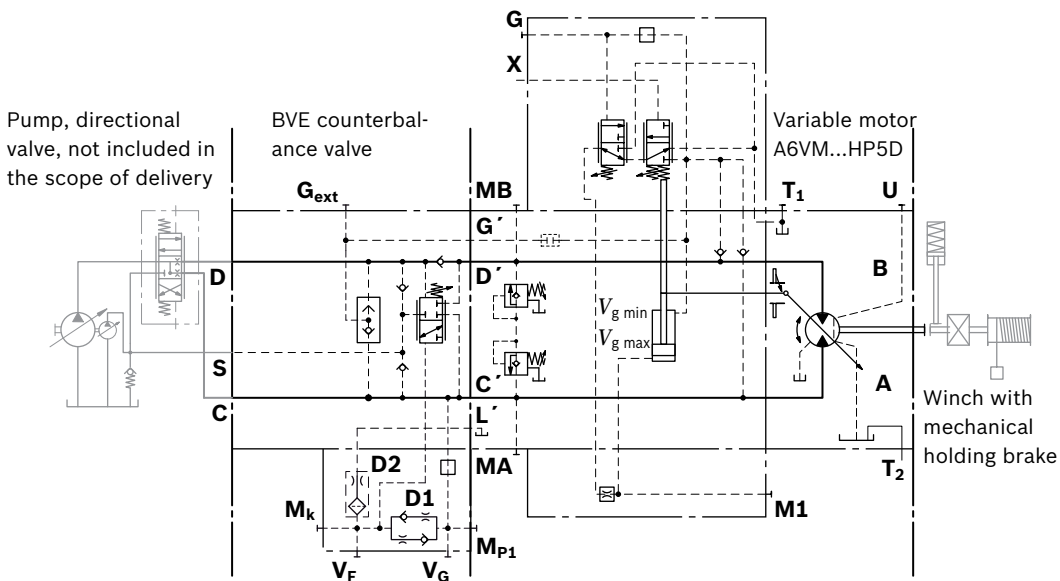 G
X
Pump, directional
valve, not included in
the scope of delivery
BVE counterbal-
ance valve
Variable motor
A6VM...HP5D
Gext
MB
T1
U
G´
D
D´
B
Vg min
Vg max
S
C´
A
C
L´
Winch with
mechanical
holding brake
D2
MA
T2
D1
Mk
M1
MP1
VF
VG